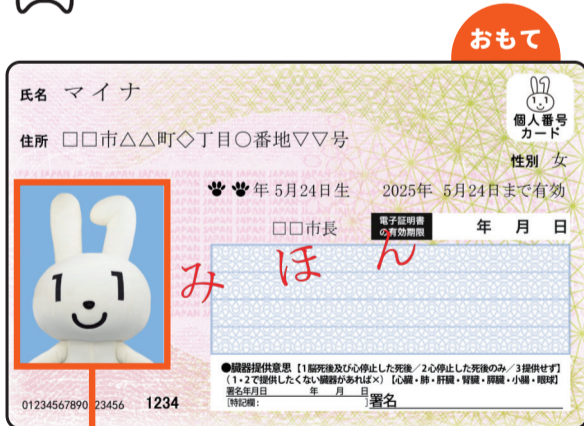 おもて
氏名 マイナ
個人番号
カード
住所 □□市△△町◇丁目○番地▽▽号
性別 女
年 5月24日生 2025年 5月24日まで有効
□□市長 電子証明書の有効期限 年 月 日
みほん
●臓器提供意思【1脳死後及び心停止した死後/2心停止した死後のみ/3提供せず】
(1・2で提供したくない臓器があれば×)【心臓・肺・肝臓・腎臓・膵臓・小腸・眼球】
署名年月日 年 月 日
[特記欄: ]署名
01234567890 23456 1234